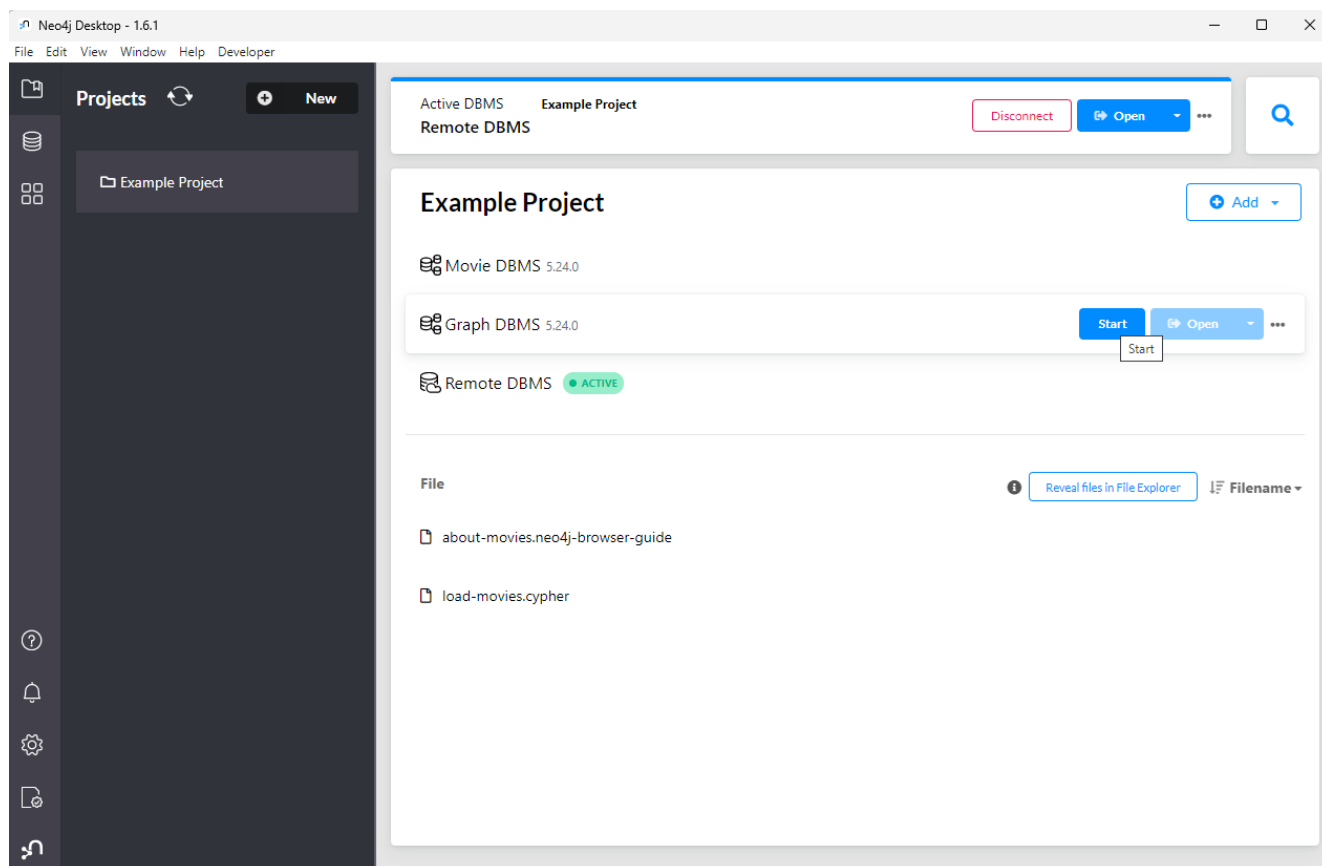 Neo4j Desktop - 1.6.1
File Edit View Window Help Developer
Projects
New
Example Project
Active DBMS Example Project
Remote DBMS
Disconnect
Open
Example Project
Add
Movie DBMS 5.24.0
Graph DBMS 5.24.0
Start
Open
Start
Remote DBMS
ACTIVE
File
Reveal files in File Explorer
Filename
about-movies.neo4j-browser-guide
load-movies.cypher